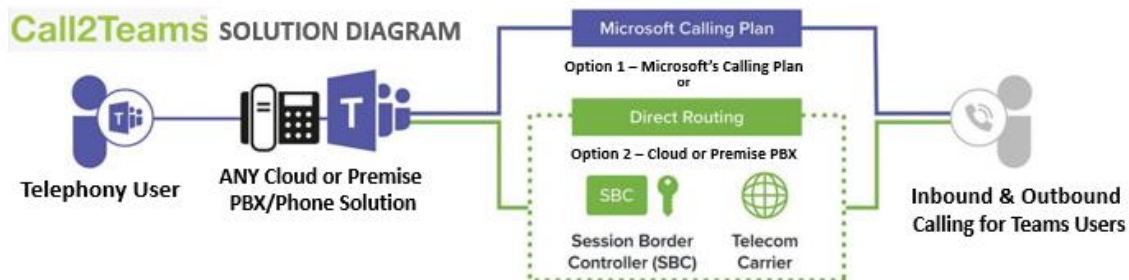 Call2Teams SOLUTION DIAGRAM
Microsoft Calling Plan
Option 1 – Microsoft's Calling Plan
or
Direct Routing
Option 2 – Cloud or Premise PBX
T
T
SBC
Telephony User
ANY Cloud or Premise
PBX/Phone Solution
Session Border
Controller (SBC)
Telecom
Carrier
Inbound & Outbound
Calling for Teams Users